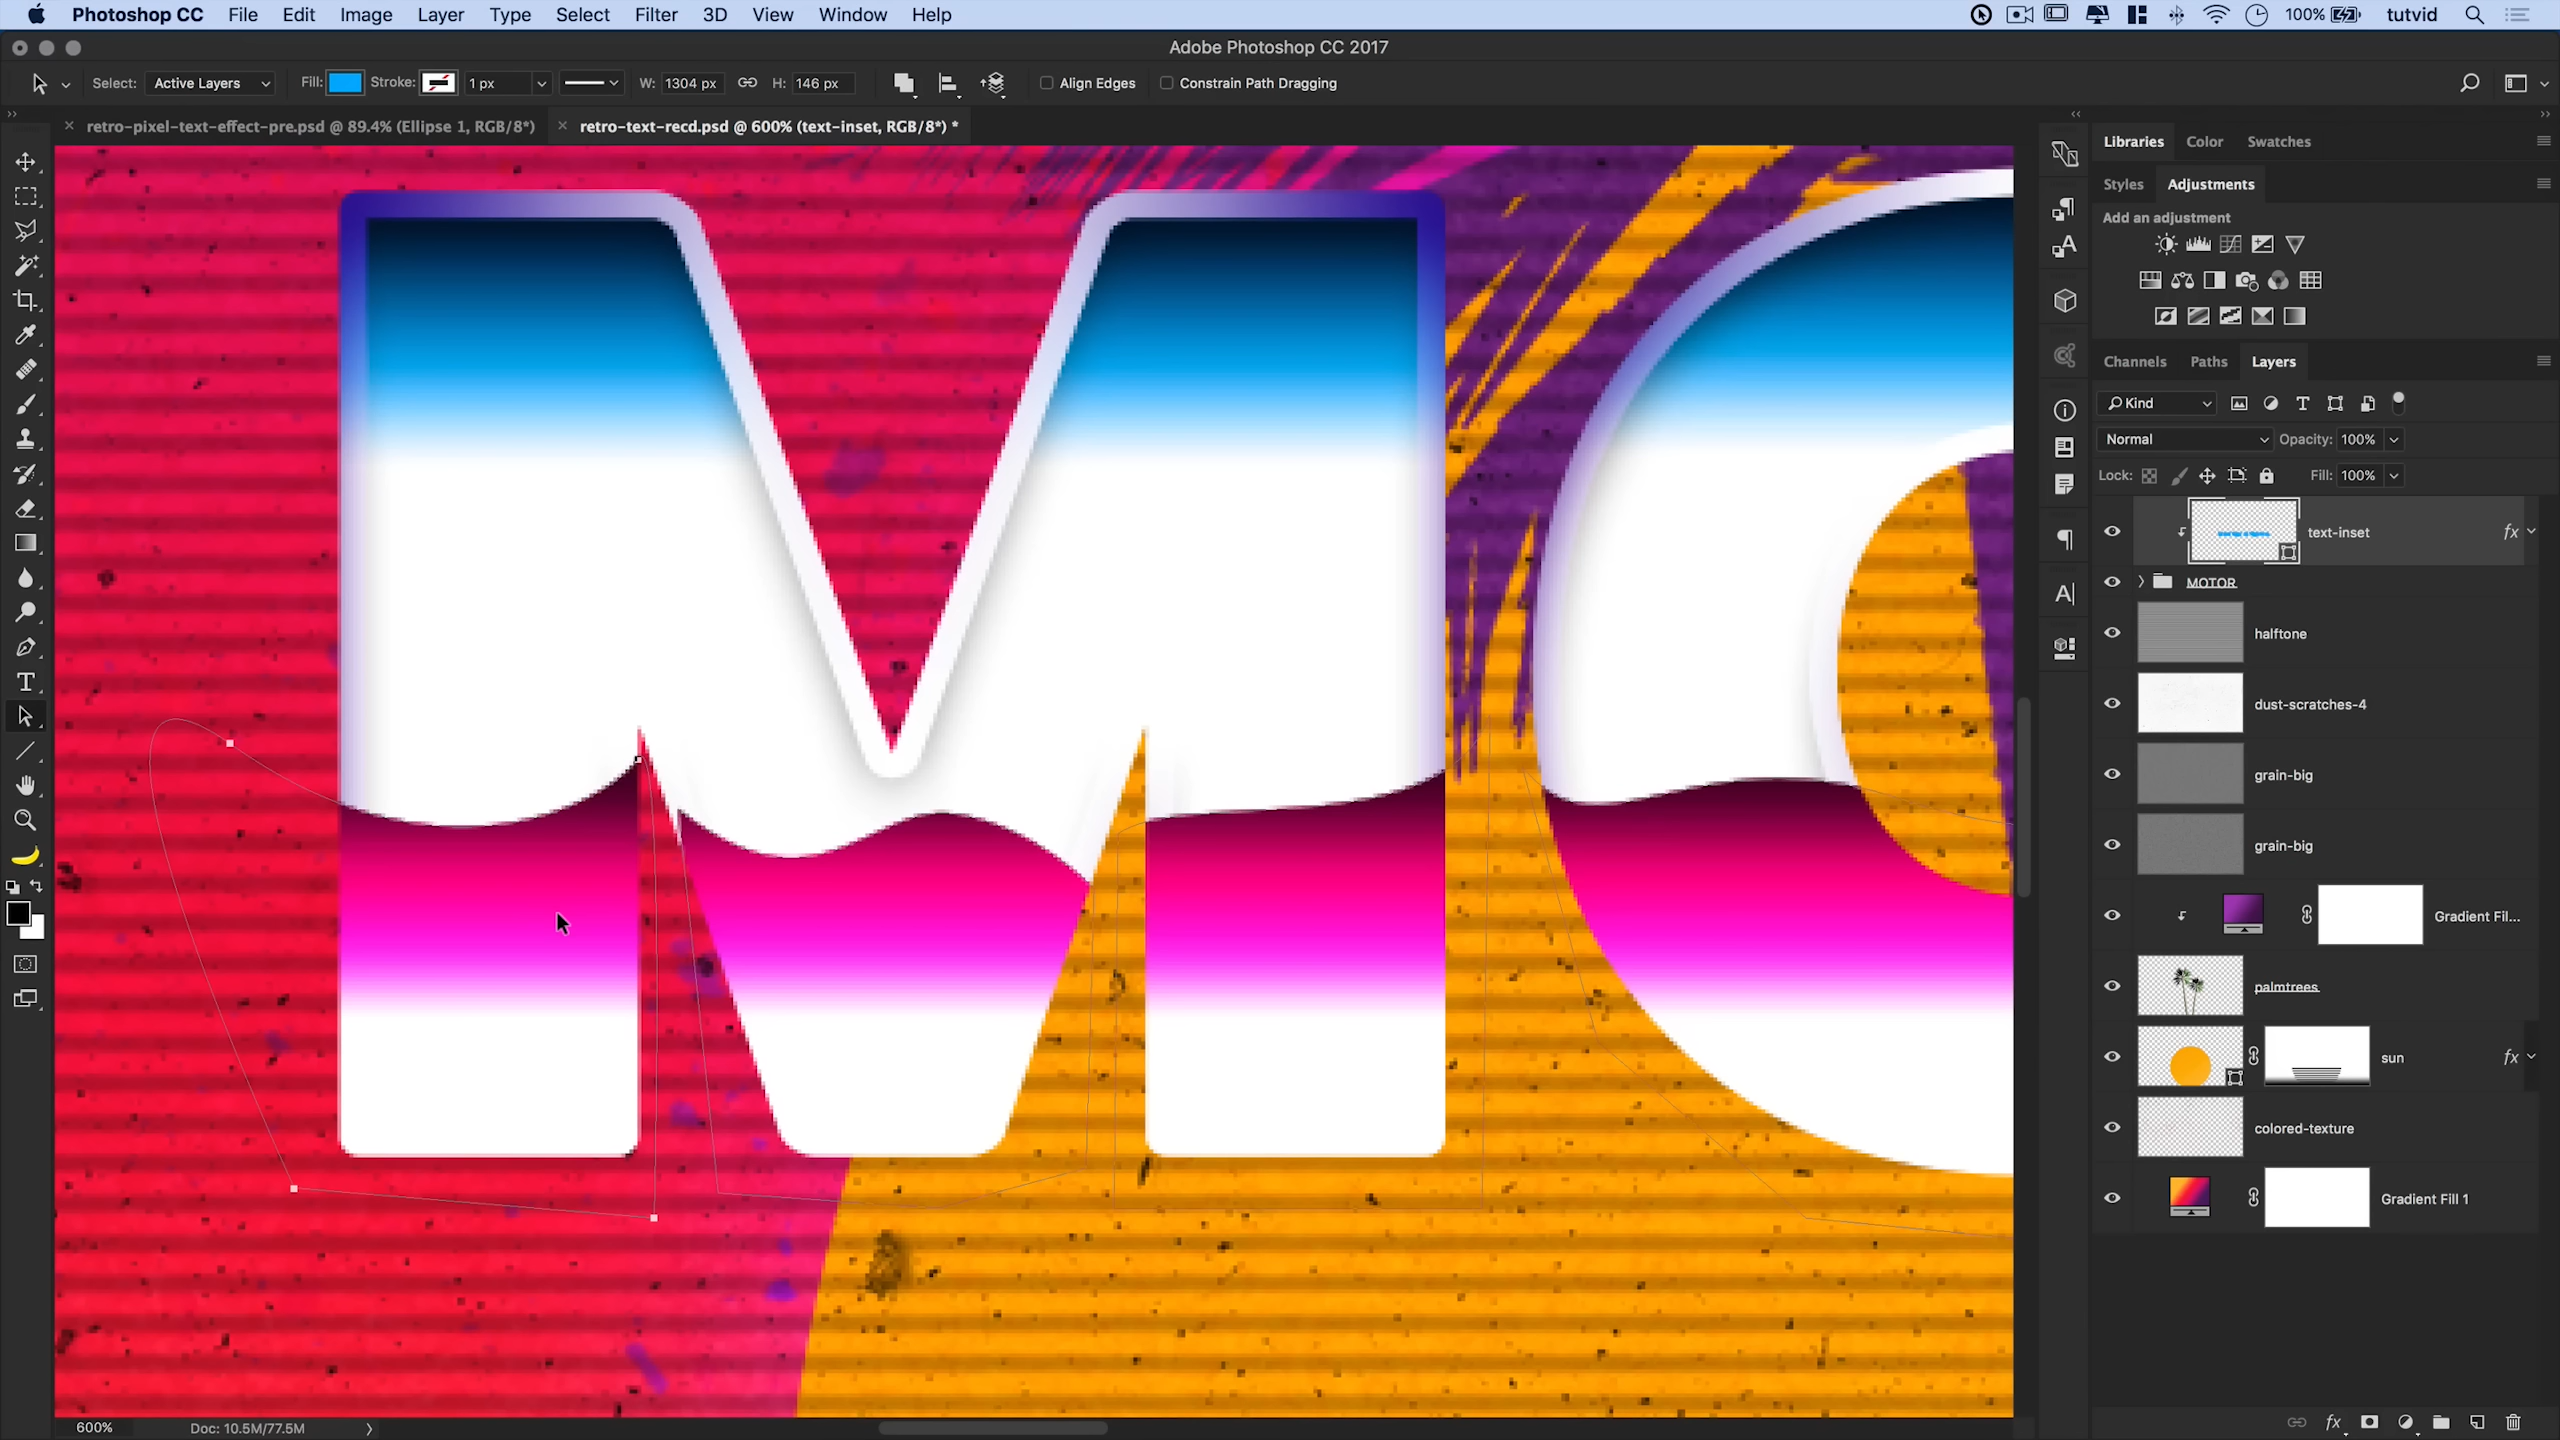 Photoshop CC File Edit Image Layer Type Select Filter 3D View Window Help 100% tutvid
Adobe Photoshop CC 2017
Select: Active Layers Fill: Stroke: 1 px W: 1304 px H: 146 px Align Edges Constrain Path Dragging
retro-pixel-text-effect-pre.psd @ 89.4% (Ellipse 1, RGB/8*) retro-text-recd.psd @ 600% (text-inset, RGB/8*) *
Libraries Color Swatches
Styles Adjustments
Add an adjustment
Channels Paths Layers
Kind
Normal Opacity: 100%
Lock: Fill: 100%
text-inset fx
MOTOR
halftone
dust-scratches-4
grain-big
grain-big
Gradient Fil...
palmtrees
sun fx
colored-texture
Gradient Fill 1
M
600% Doc: 10.5M/77.5M
fx